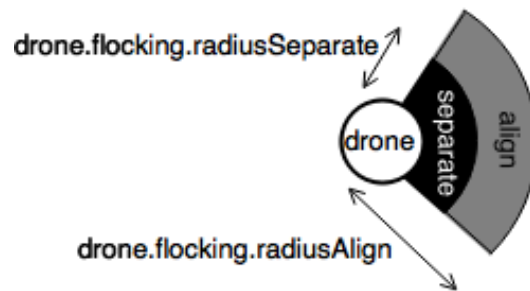 drone.flocking.radiusSeparate
drone
separate
align
drone.flocking.radiusAlign